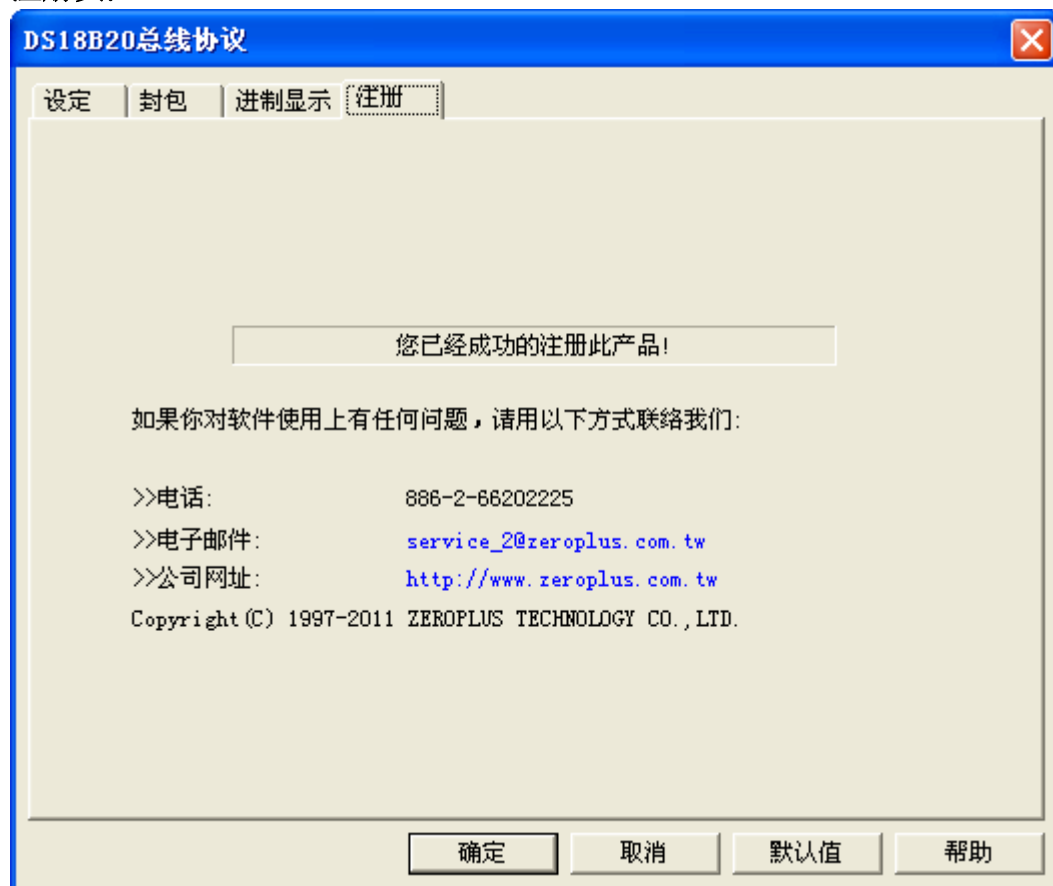 DS18B20总线协议
设定 封包 进制显示 注册
您已经成功的注册此产品!
如果你对软件使用上有任何问题，请用以下方式联络我们:
>>电话: 886-2-66202225
>>电子邮件: service_2@zeroplus.com.tw
>>公司网址: http://www.zeroplus.com.tw
Copyright(C) 1997-2011 ZEROPLUS TECHNOLOGY CO.,LTD.
确定 取消 默认值 帮助